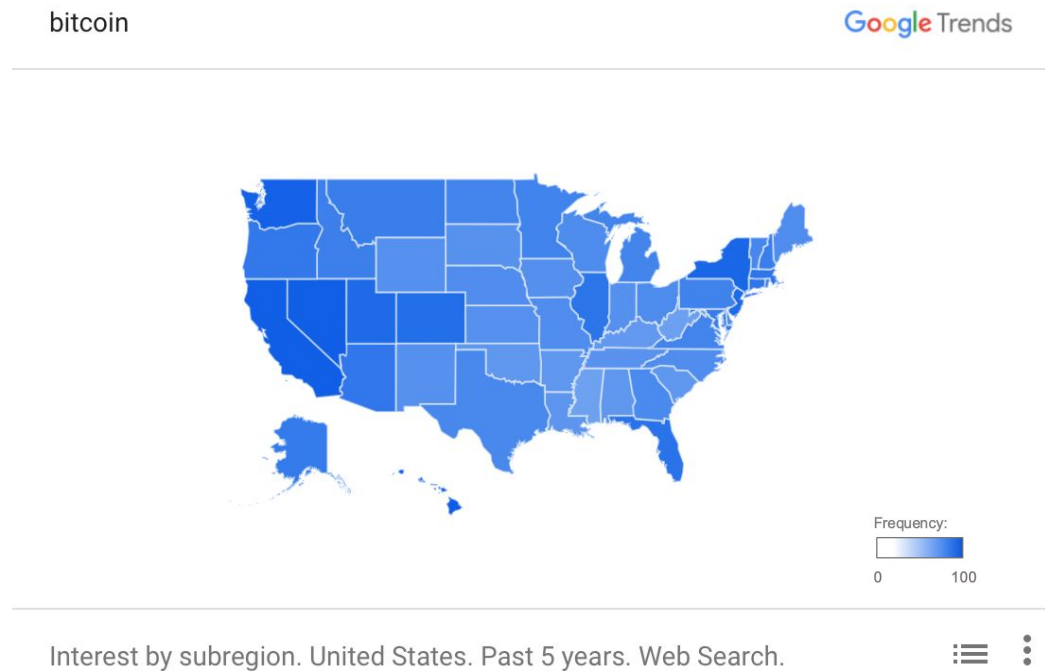 bitcoin
Google Trends
Frequency:
0 100
Interest by subregion. United States. Past 5 years. Web Search.